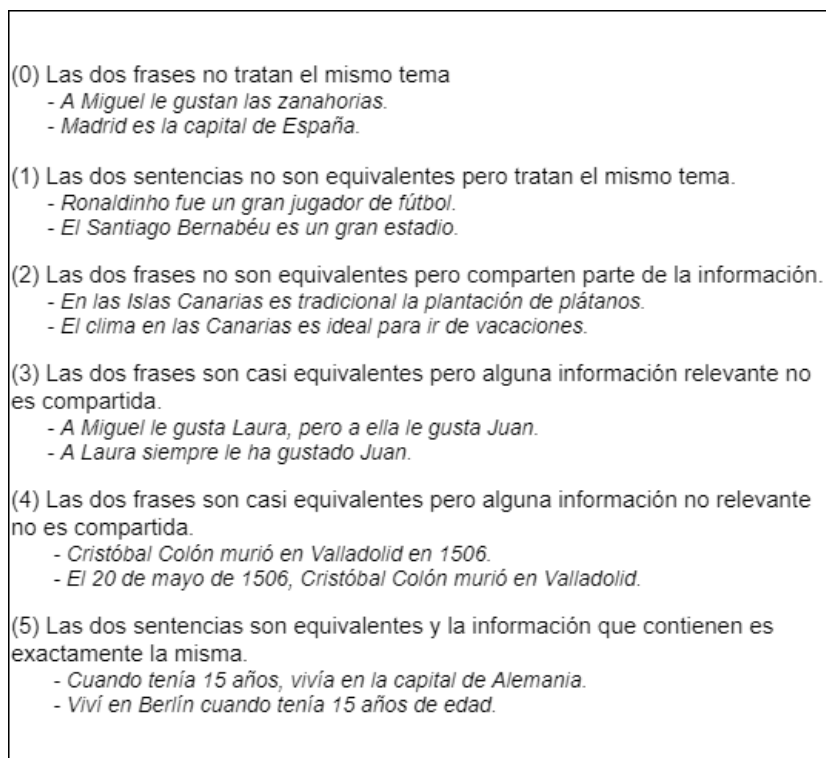 (0) Las dos frases no tratan el mismo tema
- A Miguel le gustan las zanahorias.
- Madrid es la capital de España.
(1) Las dos sentencias no son equivalentes pero tratan el mismo tema.
- Ronaldinho fue un gran jugador de fútbol.
- El Santiago Bernabéu es un gran estadio.
(2) Las dos frases no son equivalentes pero comparten parte de la información.
- En las Islas Canarias es tradicional la plantación de plátanos.
- El clima en las Canarias es ideal para ir de vacaciones.
(3) Las dos frases son casi equivalentes pero alguna información relevante no
es compartida.
- A Miguel le gusta Laura, pero a ella le gusta Juan.
- A Laura siempre le ha gustado Juan.
(4) Las dos frases son casi equivalentes pero alguna información no relevante
no es compartida.
- Cristóbal Colón murió en Valladolid en 1506.
- El 20 de mayo de 1506, Cristóbal Colón murió en Valladolid.
(5) Las dos sentencias son equivalentes y la información que contienen es
exactamente la misma.
- Cuando tenía 15 años, vivía en la capital de Alemania.
- Viví en Berlín cuando tenía 15 años de edad.